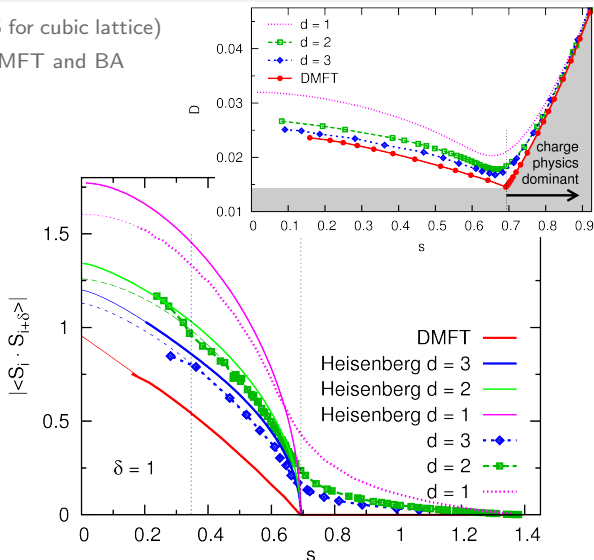 5 for cubic lattice)
MFT and BA
d = 1
d = 2
d = 3
DMFT
D
0.04
0.03
0.02
0.01
charge
physics
dominant
0 0.1 0.2 0.3 0.4 0.5 0.6 0.7 0.8 0.9
s
|<S_i · S_{i+δ}>|
1.5
1
0.5
0
DMFT
Heisenberg d = 3
Heisenberg d = 2
Heisenberg d = 1
d = 3
d = 2
d = 1
δ = 1
0 0.2 0.4 0.6 0.8 1 1.2 1.4
s